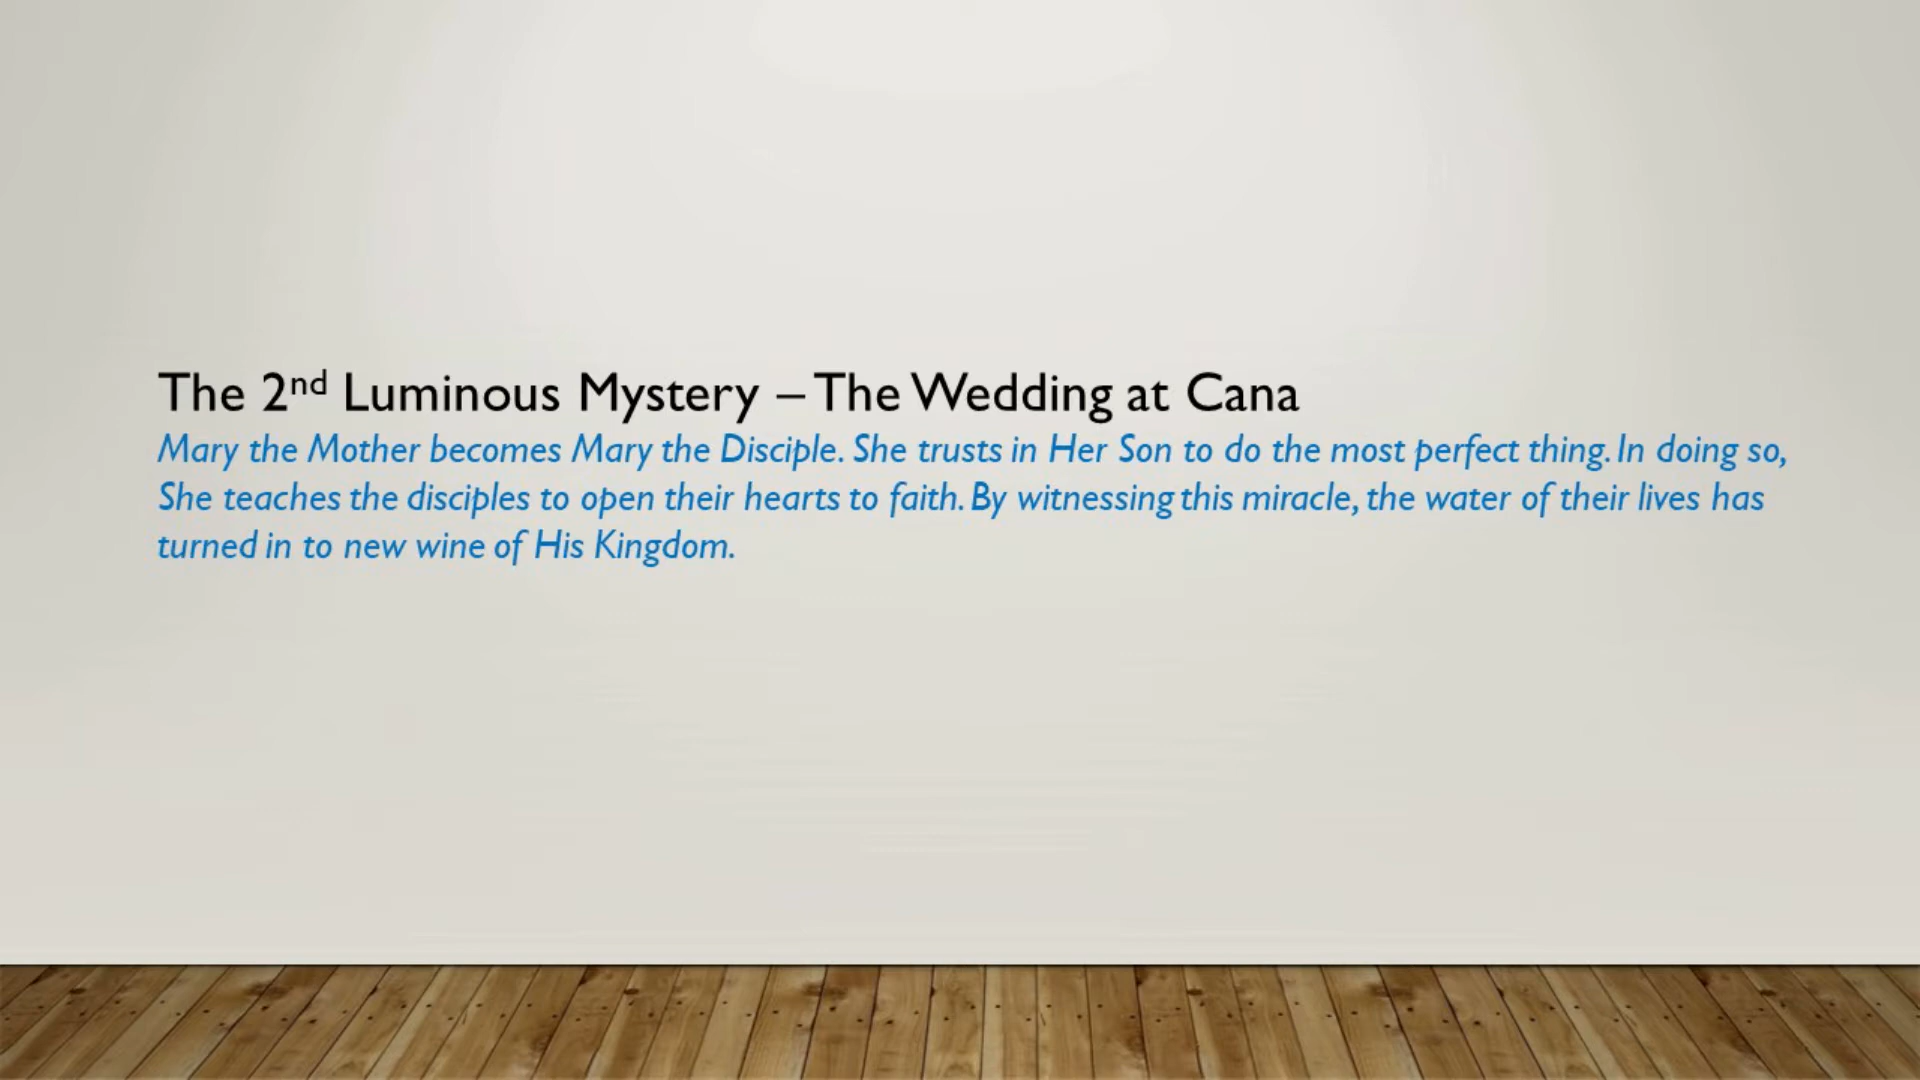 The 2nd Luminous Mystery – The Wedding at Cana
Mary the Mother becomes Mary the Disciple. She trusts in Her Son to do the most perfect thing. In doing so,
She teaches the disciples to open their hearts to faith. By witnessing this miracle, the water of their lives has
turned in to new wine of His Kingdom.